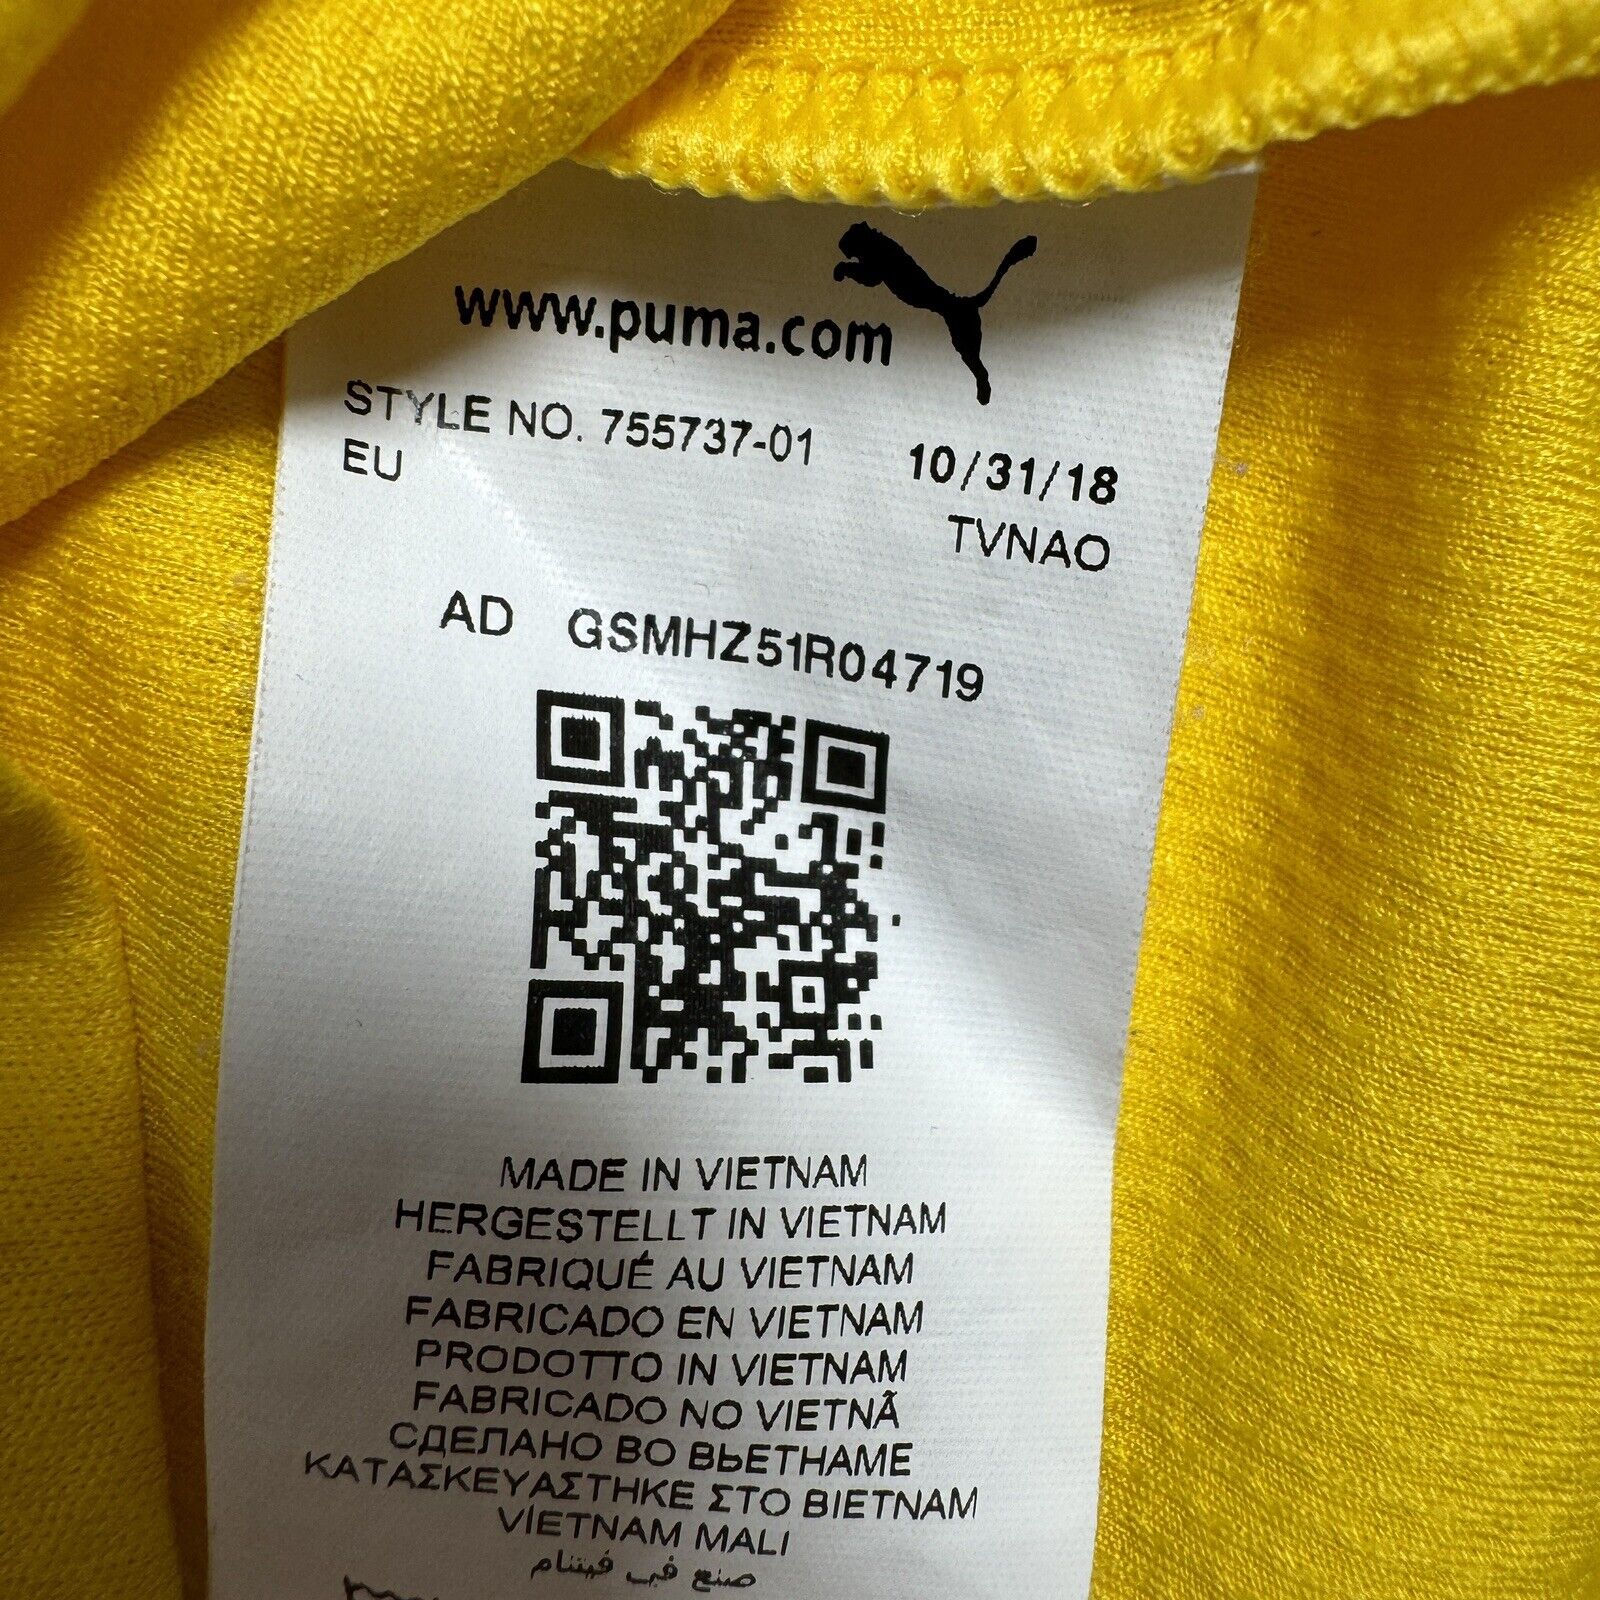 www.puma.com
STYLE NO. 755737-01 10/31/18
EU TVNAO
AD GSMHZ51R04719
MADE IN VIETNAM
HERGESTELLT IN VIETNAM
FABRIQUÉ AU VIETNAM
FABRICADO EN VIETNAM
PRODOTTO IN VIETNAM
FABRICADO NO VIETNÃ
СДЕЛАНО ВО ВЬЕТНАМЕ
ΚΑΤΑΣΚΕΥΑΣΤΗΚΕ ΣΤΟ ΒΙΕΤΝΑΜ
VİETNAM MALI
صنع في فيتنام